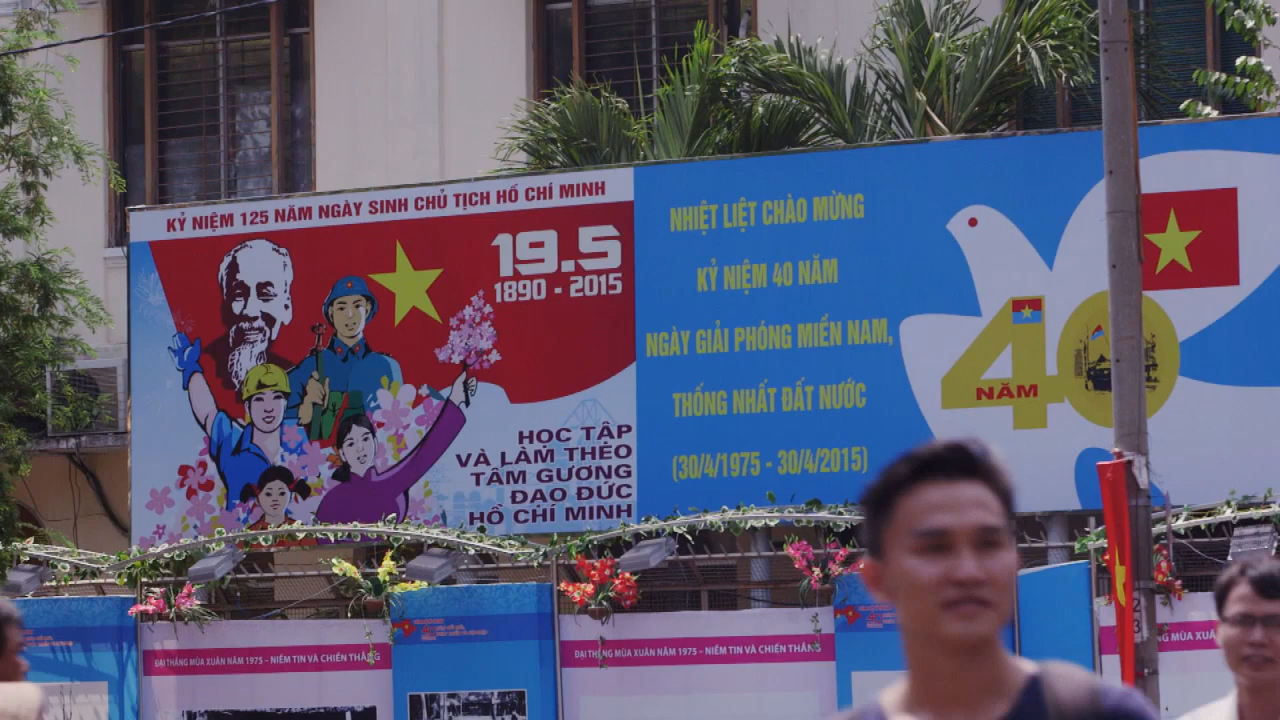 KỶ NIỆM 125 NĂM NGÀY SINH CHỦ TỊCH HỒ CHÍ MINH
19.5
1890 - 2015
HỌC TẬP
VÀ LÀM THEO
TẤM GƯƠNG
ĐẠO ĐỨC
HỒ CHÍ MINH
NHIỆT LIỆT CHÀO MỪNG
KỶ NIỆM 40 NĂM
NGÀY GIẢI PHÓNG MIỀN NAM,
THỐNG NHẤT ĐẤT NƯỚC
(30/4/1975 - 30/4/2015)
40
NĂM
ĐẠI THẮNG MÙA XUÂN NĂM 1975 – NIỀM TIN VÀ CHIẾN THẮNG
ĐẠI THẮNG MÙA XUÂN NĂM 1975 – NIỀM TIN VÀ CHIẾN THẮNG
MÙA XUÂN